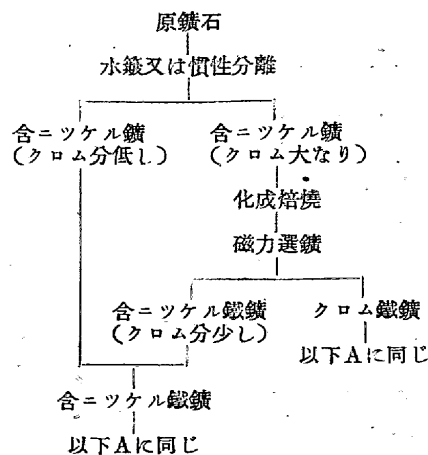 原鑛石
水簸又は慣性分離
含ニツケル鑛
(クロム分低し)
含ニツケル鑛
(クロム大なり)
化成焙燒
磁力選鑛
含ニツケル鐵鑛
(クロム分少し)
クロム鐵鑛
以下Aに同じ
含ニツケル鐵鑛
以下Aに同じ